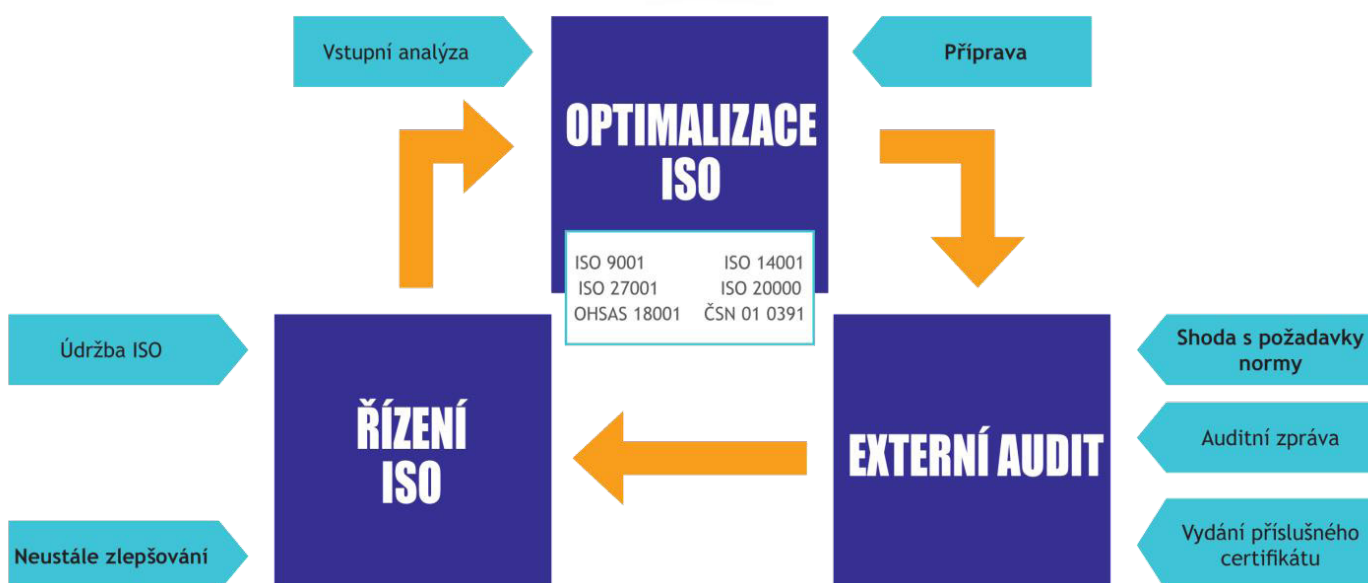 Vstupní analýza
Příprava
OPTIMALIZACE
ISO
ISO 9001 ISO 14001
ISO 27001 ISO 20000
OHSAS 18001 ČSN 01 0391
Údržba ISO
Neustále zlepšování
ŘÍZENÍ
ISO
EXTERNÍ AUDIT
Shoda s požadavky
normy
Auditní zpráva
Vydání příslušného
certifikátu